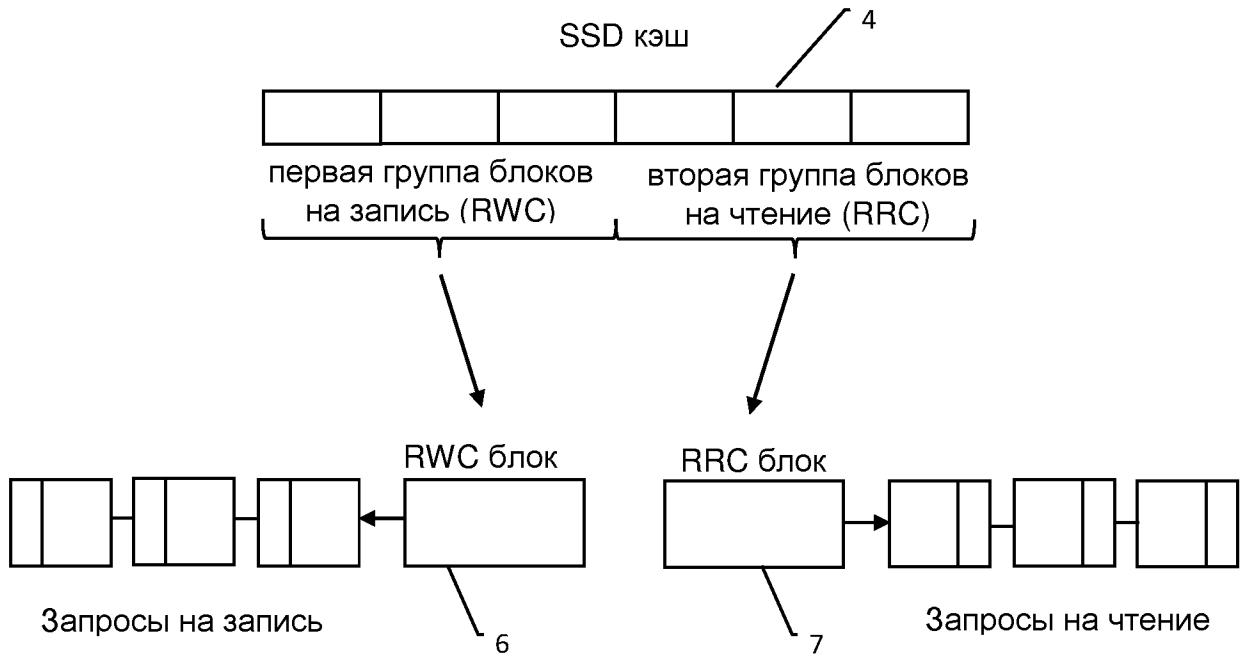 SSD кэш
4
первая группа блоков
на запись (RWC)
вторая группа блоков
на чтение (RRC)
RWC блок
RRC блок
Запросы на запись
6
7
Запросы на чтение